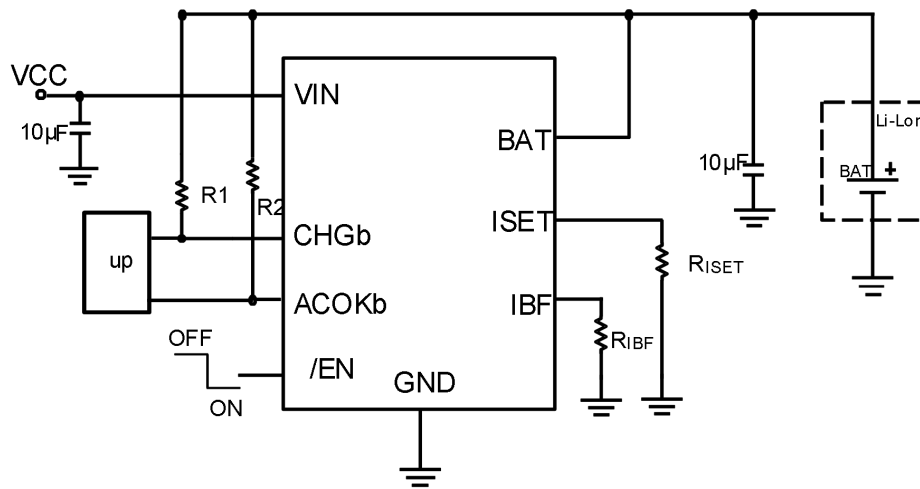 VCC
VIN
10µF
BAT
Li-Lon
10µF
BAT
+
R1
R2
ISET
CHGb
up
RISET
ACOKb
IBF
OFF
RIBF
/EN
GND
ON